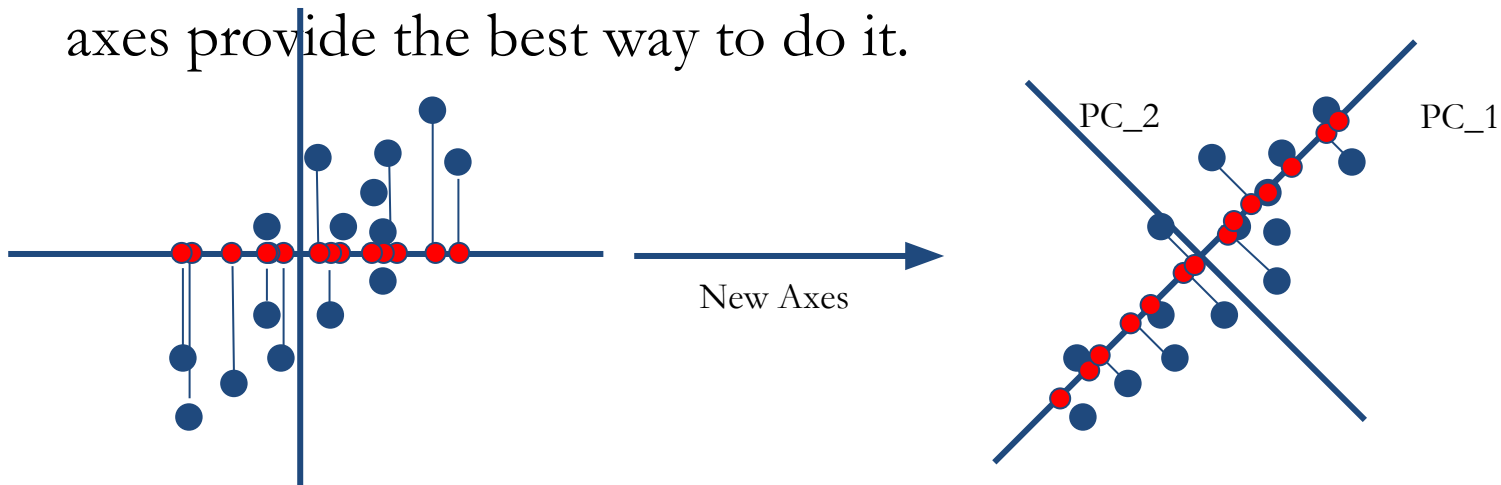 axes provide the best way to do it.
PC_2
PC_1
New Axes